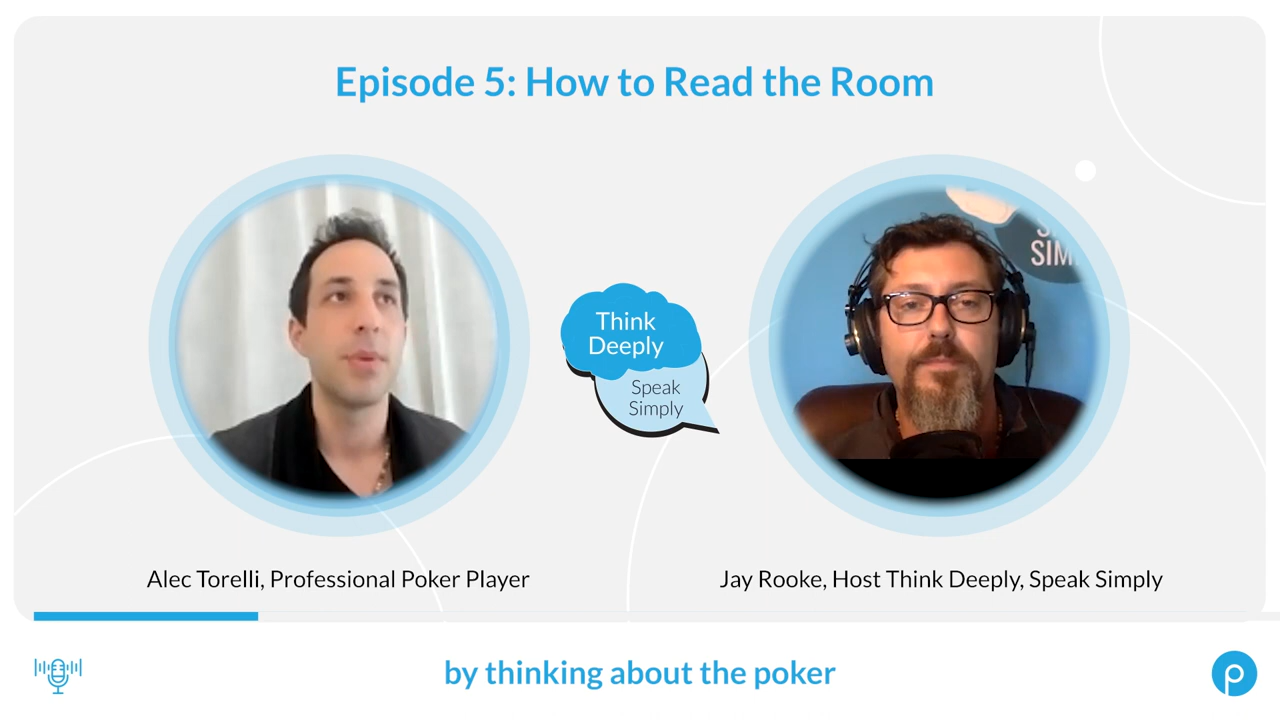 Episode 5: How to Read the Room
SIM
Think
Deeply
Speak
Simply
Alec Torelli, Professional Poker Player
Jay Rooke, Host Think Deeply, Speak Simply
by thinking about the poker